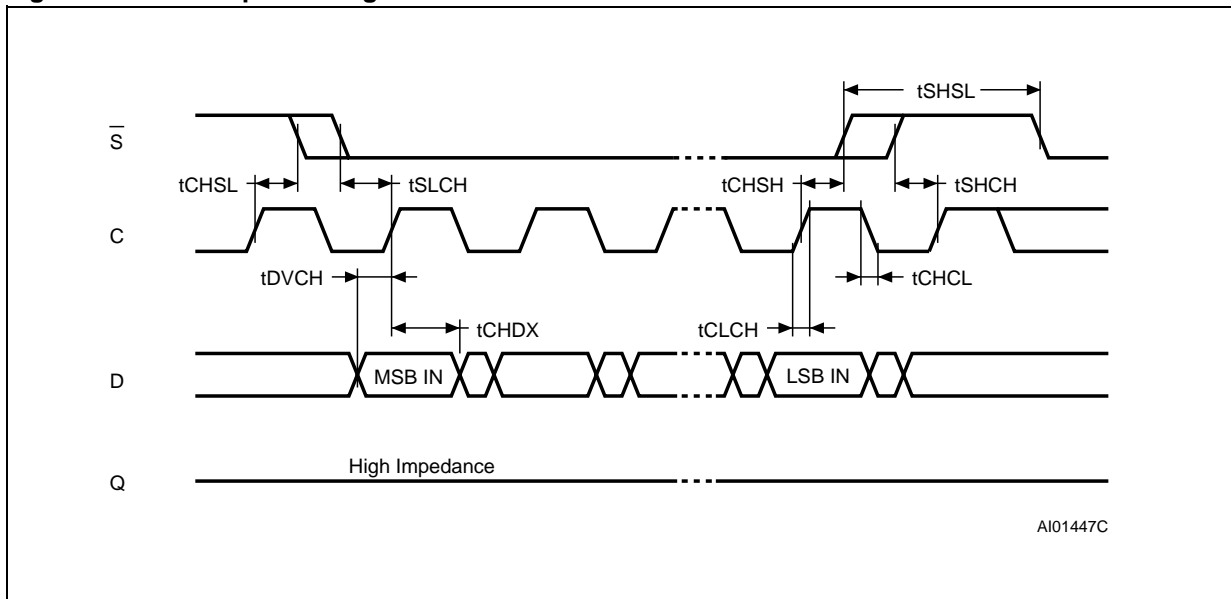 tSHSL
S
tCHSL
tSLCH
tCHSH
tSHCH
C
tDVCH
tCHCL
tCHDX
tCLCH
D
MSB IN
LSB IN
High Impedance
Q
AI01447C